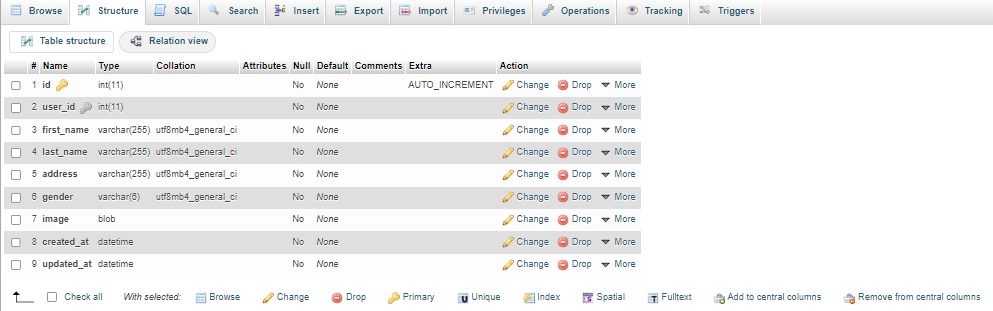 Browse Structure SQL Search Insert Export Import Privileges Operations Tracking Triggers
Table structure Relation view
# Name Type Collation Attributes Null Default Comments Extra Action
1 id int(11) No None AUTO_INCREMENT Change Drop More
2 user_id int(11) No None Change Drop More
3 first_name varchar(255) utf8mb4_general_ci No None Change Drop More
4 last_name varchar(255) utf8mb4_general_ci No None Change Drop More
5 address varchar(255) utf8mb4_general_ci No None Change Drop More
6 gender varchar(6) utf8mb4_general_ci No None Change Drop More
7 image blob No None Change Drop More
8 created_at datetime No None Change Drop More
9 updated_at datetime No None Change Drop More
Check all With selected: Browse Change Drop Primary Unique Index Spatial Fulltext Add to central columns Remove from central columns